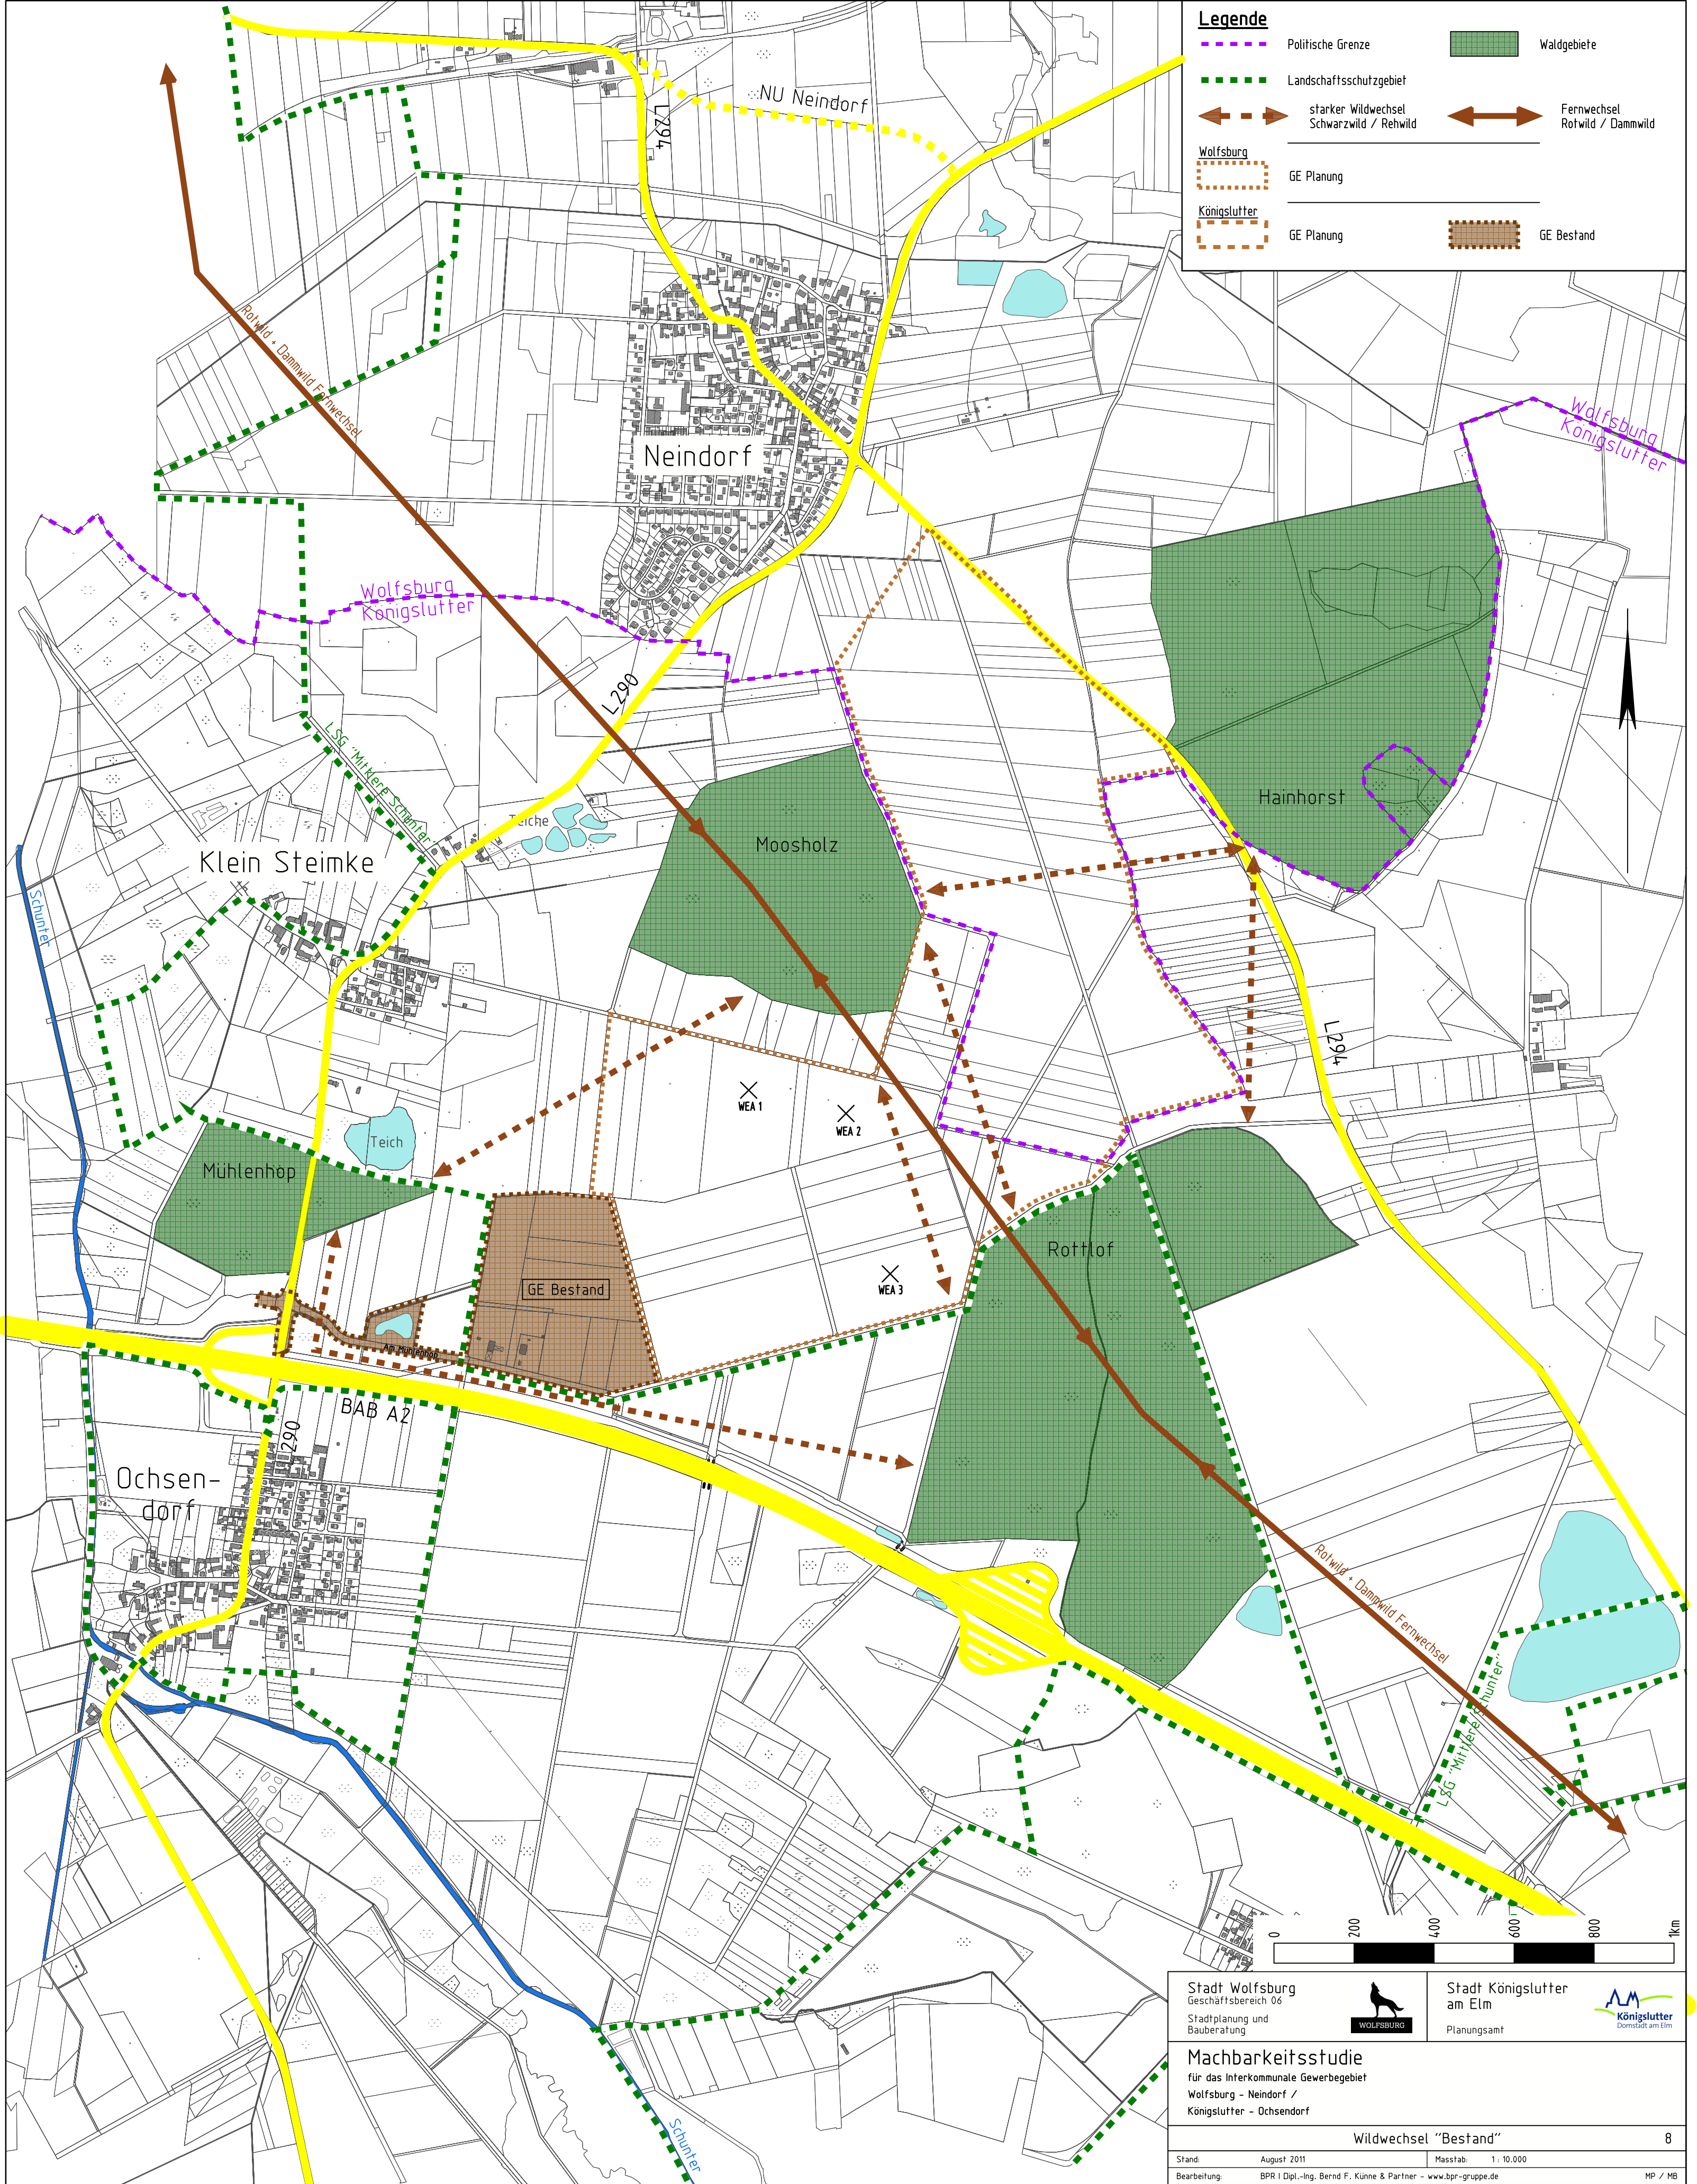 Legende
Politische Grenze
Waldgebiete
Landschaftsschutzgebiet
starker Wildwechsel
Schwarzwild / Rehwild
Fernwechsel
Rotwild / Dammwild
Wolfsburg
GE Planung
Königslutter
GE Planung
GE Bestand
NU Neindorf
L294
Rotwild + Dammwild Fernwechsel
Neindorf
Wolfsburg
Königslutter
Wolfsburg
Königslutter
L290
LSG "Mittlere Schunter"
Teiche
Moosholz
Hainhorst
Klein Steimke
Schunter
L294
WEA 1
WEA 2
Teich
Mühlenhop
Rottlof
GE Bestand
WEA 3
Am Mühlenhop
BAB A2
290
Ochsen-
dorf
Rotwild + Dammwild Fernwechsel
LSG "Mittlere Schunter"
Schunter
0
200
400
600
800
1km
Stadt Wolfsburg
Geschäftsbereich 06
Stadtplanung und
Bauberatung
WOLFSBURG
Stadt Königslutter
am Elm
Planungsamt
Königslutter
Domstadt am Elm
Machbarkeitsstudie
für das Interkommunale Gewerbegebiet
Wolfsburg - Neindorf /
Königslutter - Ochsendorf
Wildwechsel "Bestand"
8
Stand: August 2011
Masstab: 1 : 10.000
Bearbeitung: BPR | Dipl.-Ing. Bernd F. Künne & Partner - www.bpr-gruppe.de
MP / MB